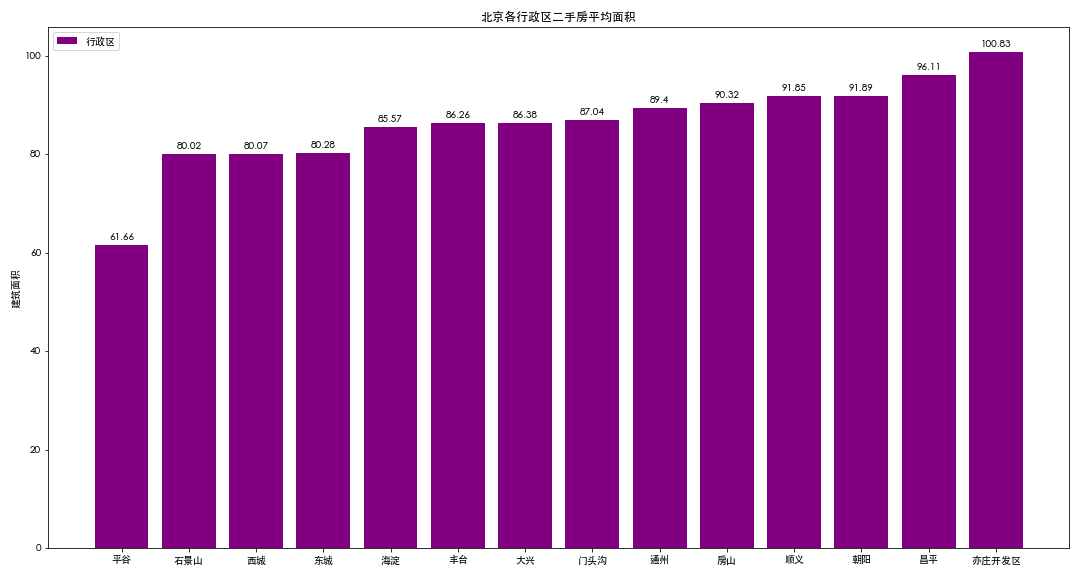 北京各行政区二手房平均面积
行政区
建筑面积
100
80
60
40
20
0
61.66
80.02
80.07
80.28
85.57
86.26
86.38
87.04
89.4
90.32
91.85
91.89
96.11
100.83
平谷
石景山
西城
东城
海淀
丰台
大兴
门头沟
通州
房山
顺义
朝阳
昌平
亦庄开发区